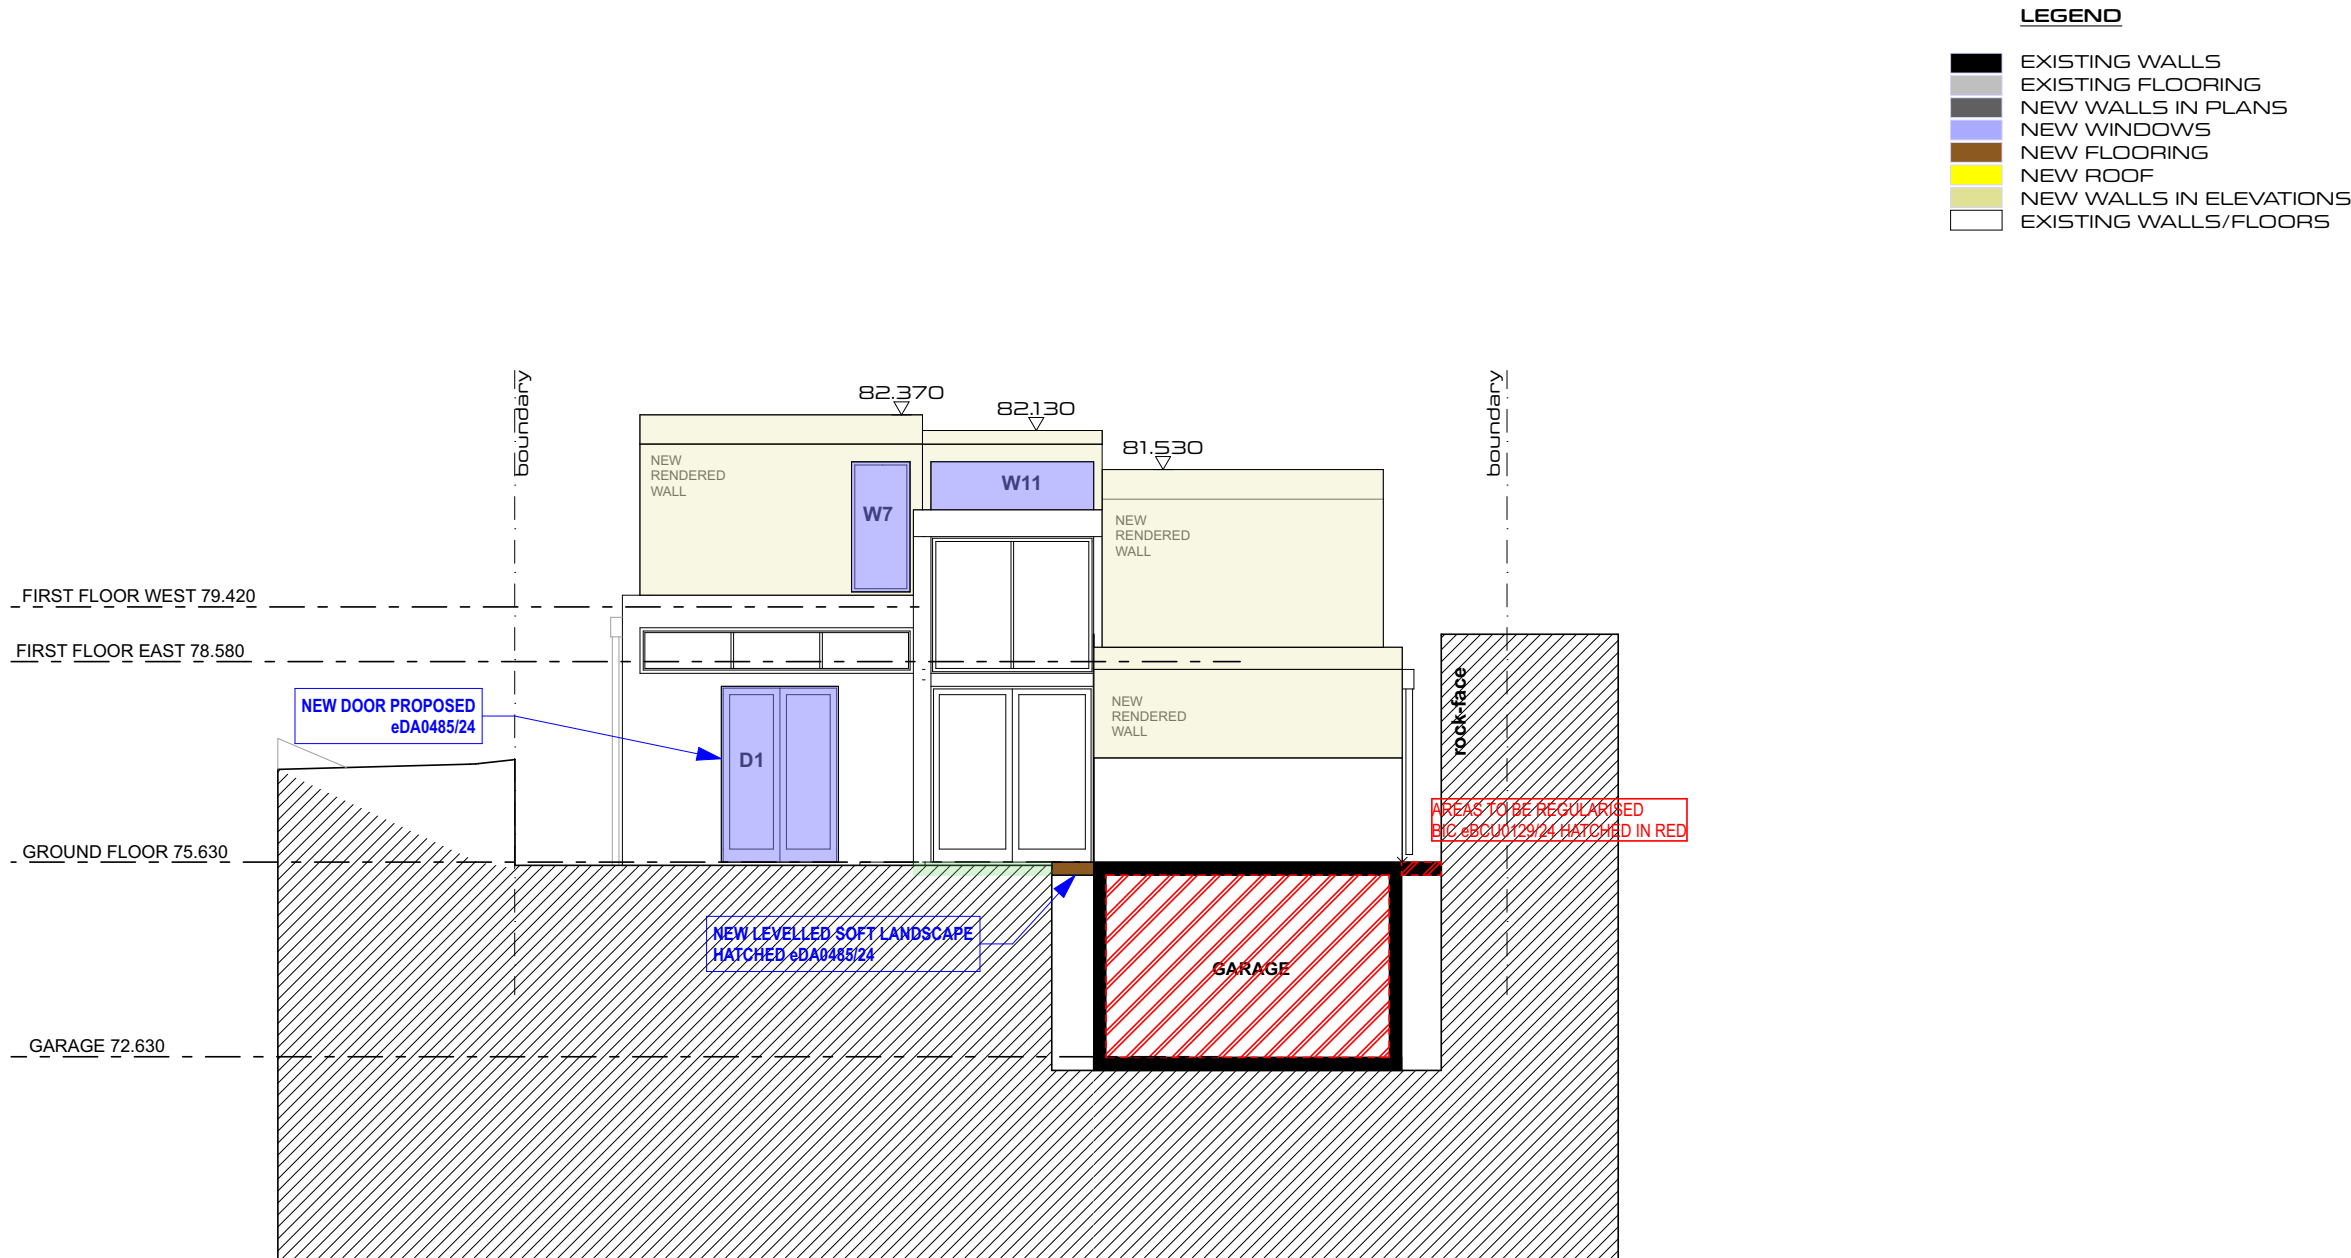 LEGEND
EXISTING WALLS
EXISTING FLOORING
NEW WALLS IN PLANS
NEW WINDOWS
NEW FLOORING
NEW ROOF
NEW WALLS IN ELEVATIONS
EXISTING WALLS/FLOORS
boundary
boundary
82.370
82.130
81.530
NEW
RENDERED
WALL
W7
W11
NEW
RENDERED
WALL
FIRST FLOOR WEST 79.420
FIRST FLOOR EAST 78.580
NEW DOOR PROPOSED
eDA0485/24
D1
NEW
RENDERED
WALL
rock-face
AREAS TO BE REGULARISED
BIC eBCU0129/24 HATCHED IN RED
GROUND FLOOR 75.630
NEW LEVELLED SOFT LANDSCAPE
HATCHED eDA0485/24
GARAGE
GARAGE 72.630